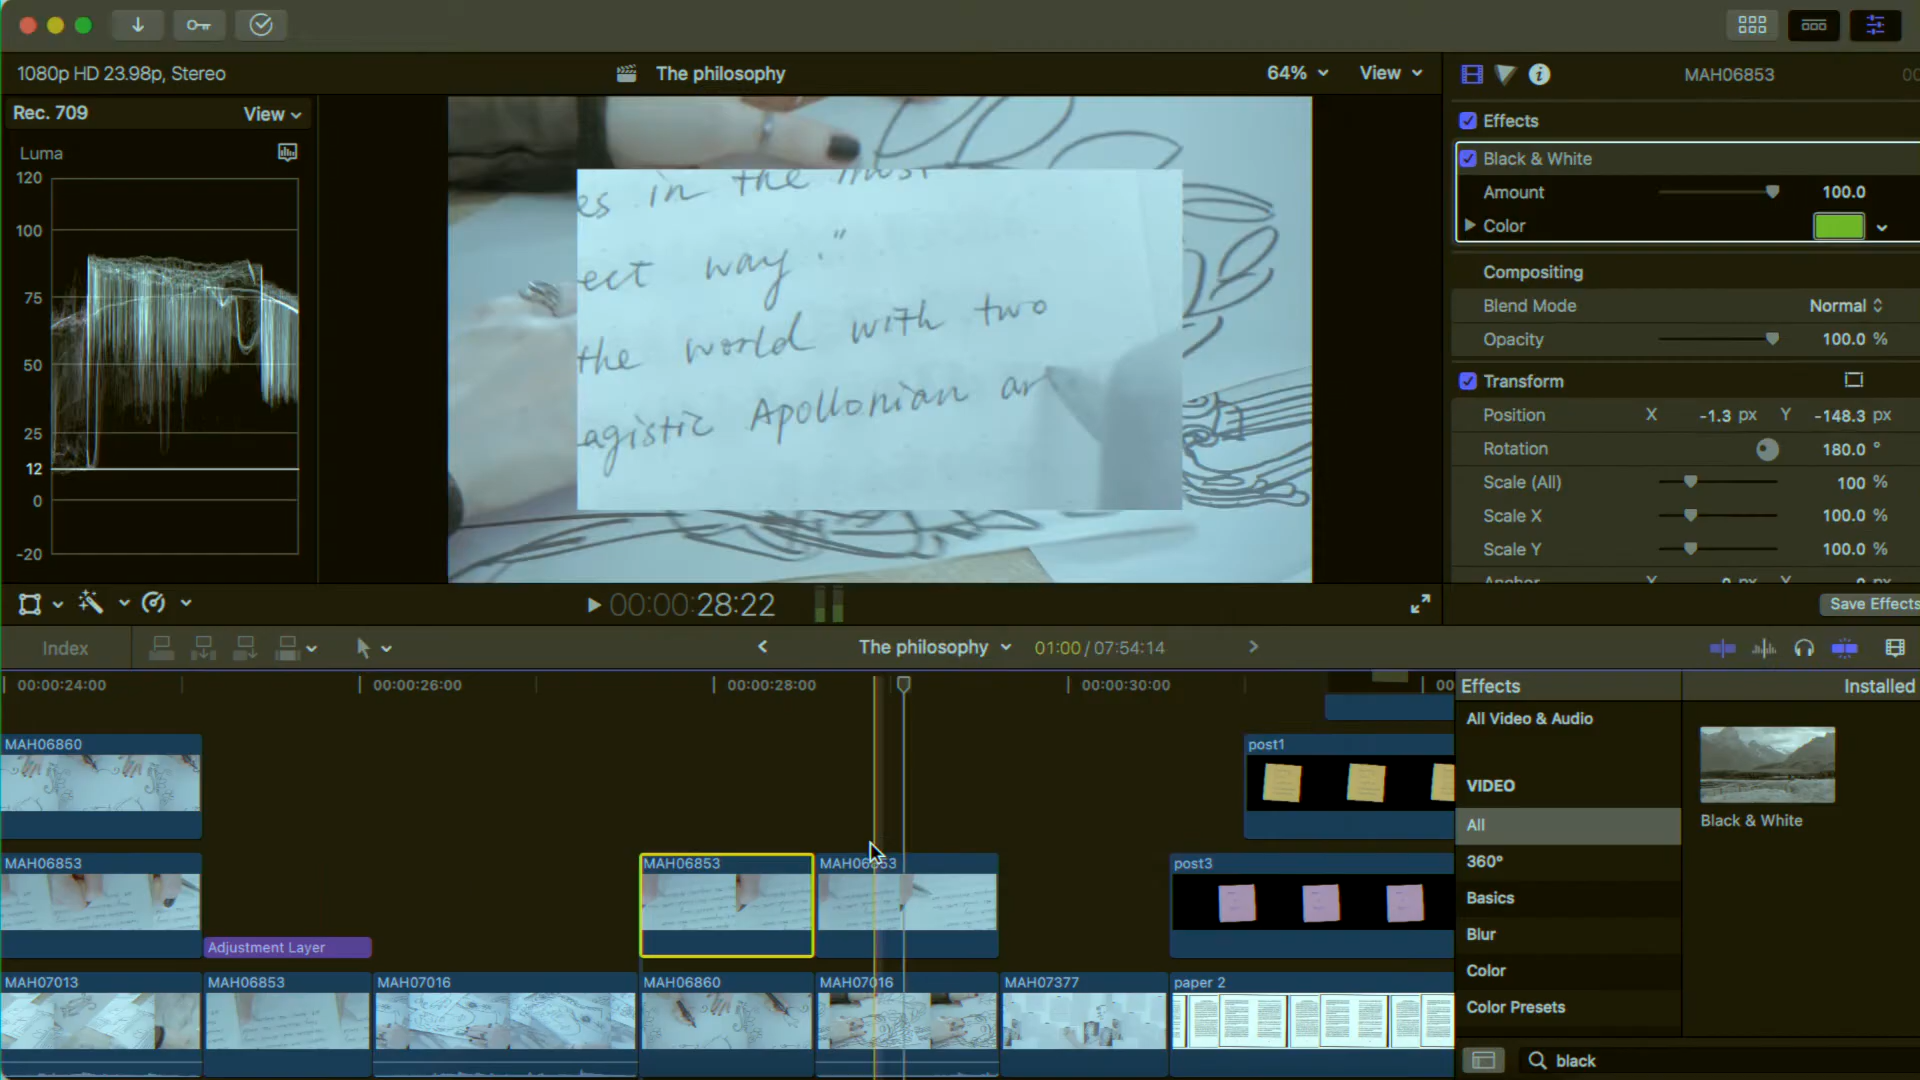 1080p HD 23.98p, Stereo
The philosophy
64%
View
MAH06853
Rec. 709
View
Luma
120
100
75
50
25
12
0
-20
es in the most
ect way."
the world with two
agistic Apollonian an
Effects
Black & White
Amount 100.0
Color
Compositing
Blend Mode Normal
Opacity 100.0 %
Transform
Position X -1.3 px Y -148.3 px
Rotation 180.0 °
Scale (All) 100 %
Scale X 100.0 %
Scale Y 100.0 %
Anchor X 0 px Y 0 px
00:00:28:22
Save Effects
Index
The philosophy
01:00 / 07:54:14
00:00:24:00
00:00:26:00
00:00:28:00
00:00:30:00
00
MAH06860
post1
MAH06853
MAH06853
MAH06853
post3
Adjustment Layer
MAH07013
MAH06853
MAH07016
MAH06860
MAH07016
MAH07377
paper 2
Effects
Installed
All Video & Audio
VIDEO
All
360°
Basics
Blur
Color
Color Presets
Black & White
black